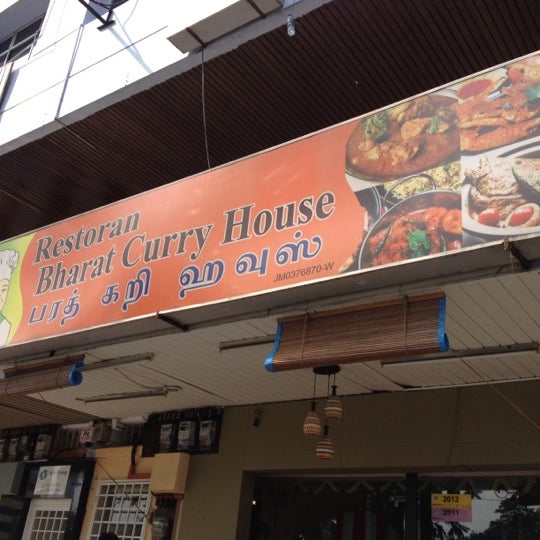 Restoran
Bharat Curry House
பரத் கறி ஹவுஸ்
JM0376870-W
2012
2011